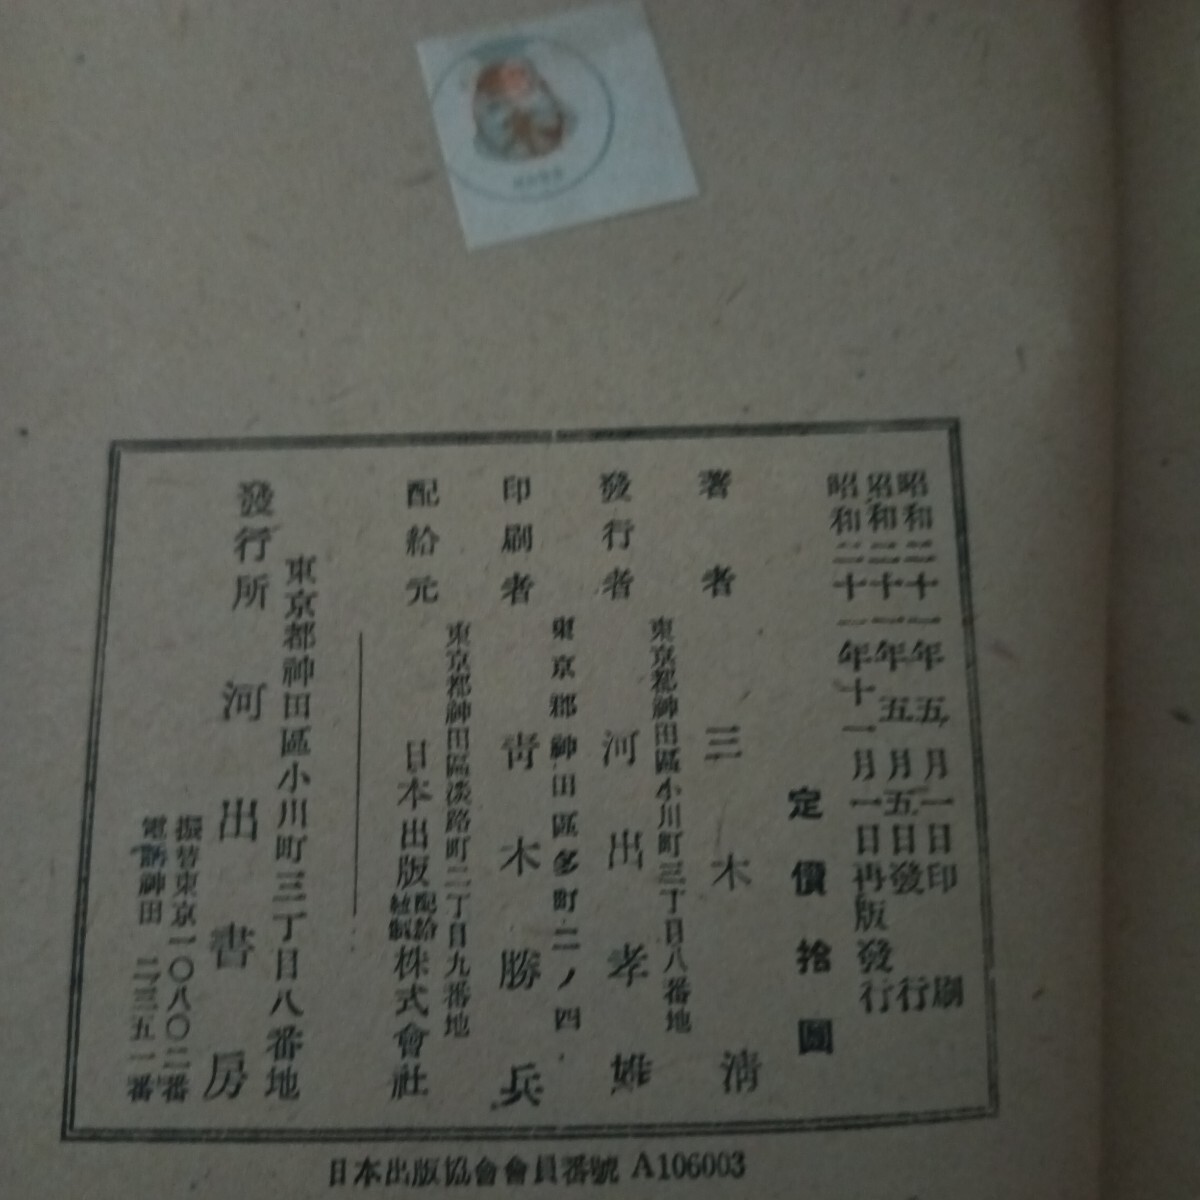 昭和二十一年五月一日印刷
昭和二十一年五月五日發行
昭和二十一年十一月一日再版發行
定價拾圓
著者 三木清
東京都神田區小川町三丁目八番地
發行者 河出孝雄
東京都神田區多町二ノ四
印刷者 靑木勝兵
東京都神田區淡路町二丁目九番地
配給元 日本出版配給統制株式會社
東京都神田區小川町三丁目八番地
發行所 河出書房
振替東京一〇八〇二番
電話神田 二三五一番
日本出版協會會員番號 A106003